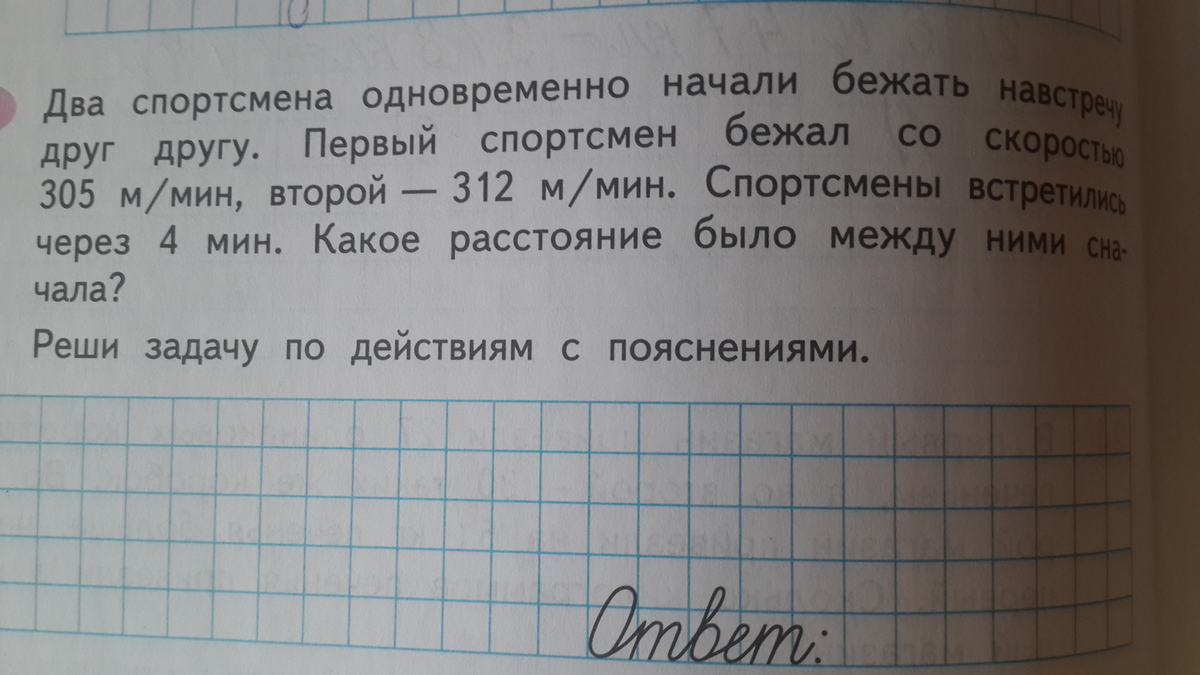 Два спортсмена одновременно начали бежать навстречу
друг другу. Первый спортсмен бежал со скоростью
305 м/мин, второй — 312 м/мин. Спортсмены встретились
через 4 мин. Какое расстояние было между ними сна-
чала?
Реши задачу по действиям с пояснениями.
Ответ: